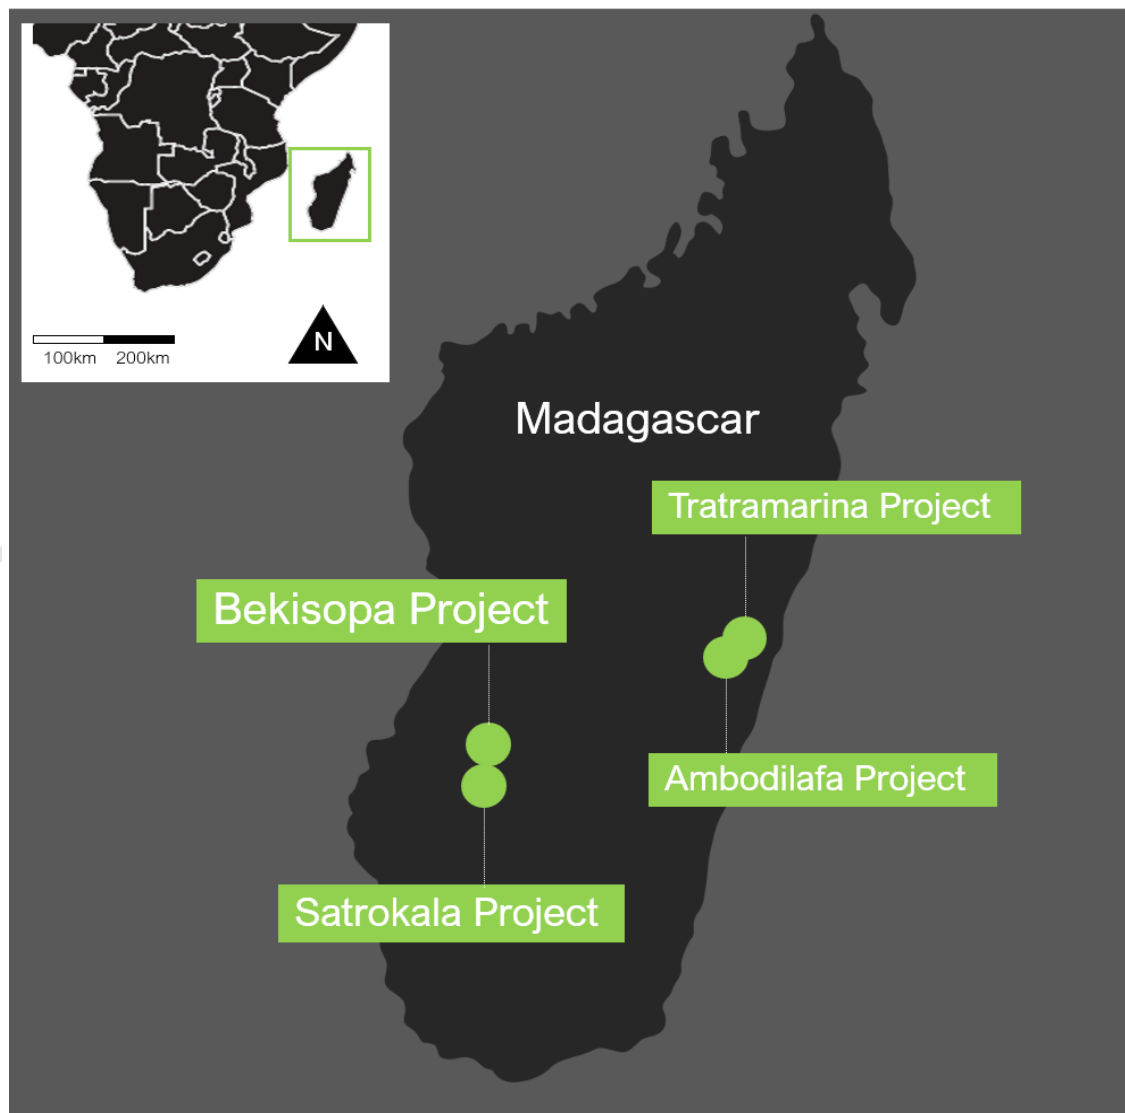 N
100km 200km
Madagascar
Tratramarina Project
Bekisopa Project
Ambodilafa Project
Satrokala Project